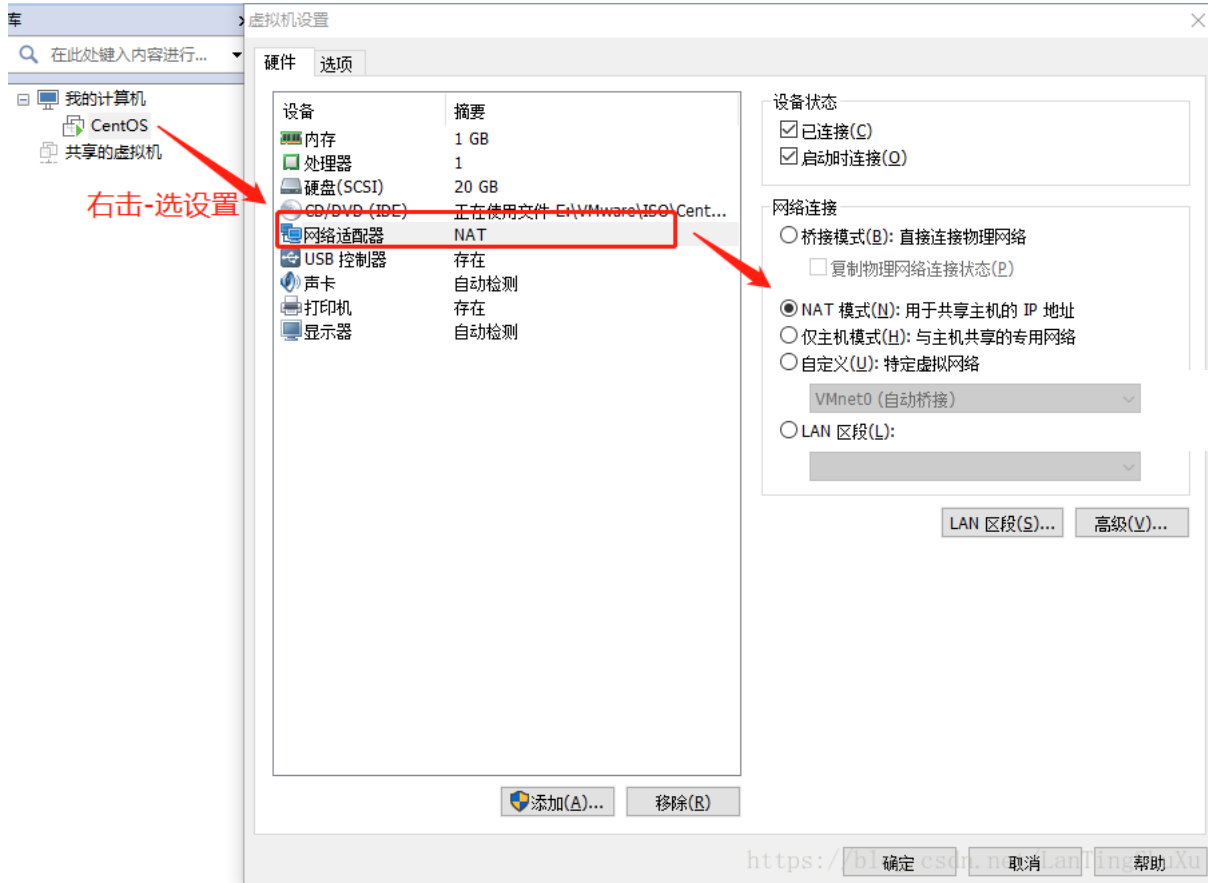 库
虚拟机设置
在此处键入内容进行...
硬件
选项
我的计算机
CentOS
共享的虚拟机
右击-选设置
设备
摘要
内存
1 GB
处理器
1
硬盘(SCSI)
20 GB
CD/DVD (IDE)
正在使用文件 E:\VMware\ISO\Cent...
网络适配器
NAT
USB 控制器
存在
声卡
自动检测
打印机
存在
显示器
自动检测
设备状态
已连接(C)
启动时连接(O)
网络连接
桥接模式(B): 直接连接物理网络
复制物理网络连接状态(P)
NAT 模式(N): 用于共享主机的 IP 地址
仅主机模式(H): 与主机共享的专用网络
自定义(U): 特定虚拟网络
VMnet0 (自动桥接)
LAN 区段(L):
LAN 区段(S)...
高级(V)...
添加(A)...
移除(R)
确定
取消
帮助